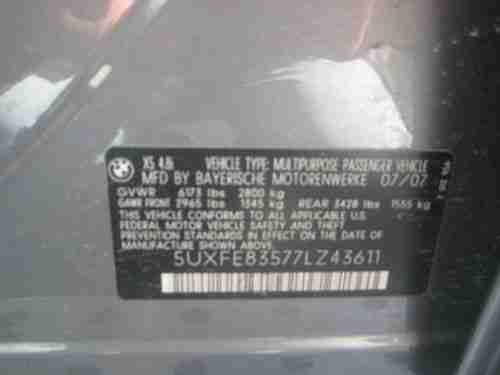 BMW X5 4.8i VEHICLE TYPE: MULTIPURPOSE PASSENGER VEHICLE
MFD BY BAYERISCHE MOTORENWERKE 07/07
GVWR 6173 lbs 2800 kg
GAWR FRONT 2965 lbs 1345 kg REAR 3428 lbs 1555 kg
THIS VEHICLE CONFORMS TO ALL APPLICABLE U.S.
FEDERAL MOTOR VEHICLE SAFETY AND THEFT
PREVENTION STANDARDS IN EFFECT ON THE DATE OF
MANUFACTURE SHOWN ABOVE.
5UXFE83577LZ43611